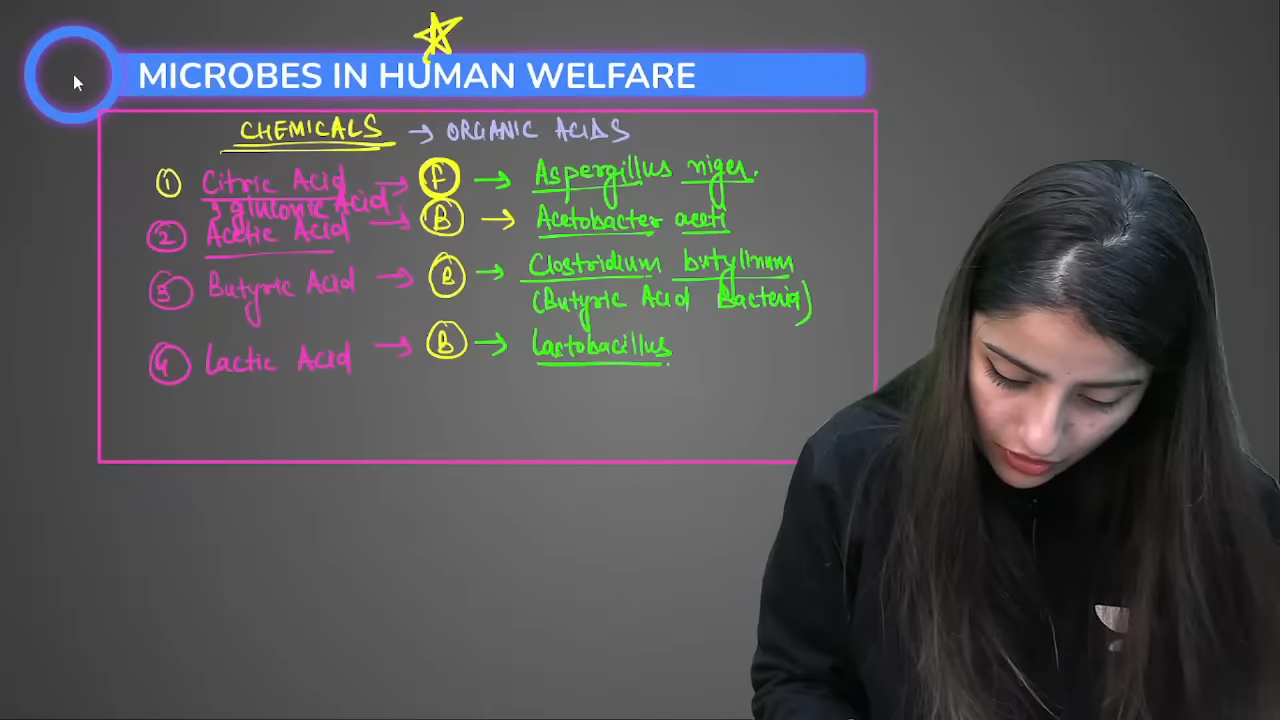 MICROBES IN HUMAN WELFARE
CHEMICALS → ORGANIC ACIDS
① Citric Acid → F → Aspergillus niger.
, gluconic Acid
② Acetic Acid → B → Acetobacter aceti
③ Butyric Acid → B → Clostridium butylinum
(Butyric Acid Bacteria)
④ Lactic Acid → B → Lactobacillus.